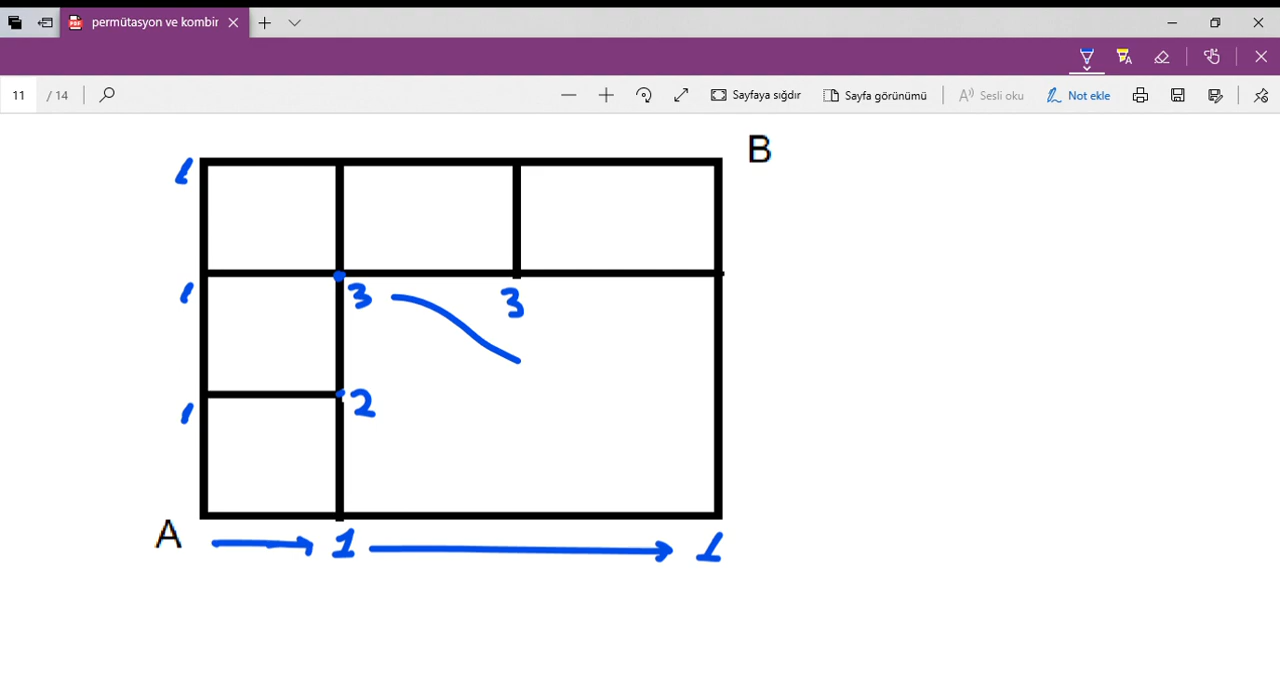 permütasyon ve kombir
11 / 14 Sayfaya sığdır Sayfa görünümü Sesli oku Not ekle
B
1
1 3 3
1 2
A 1 1